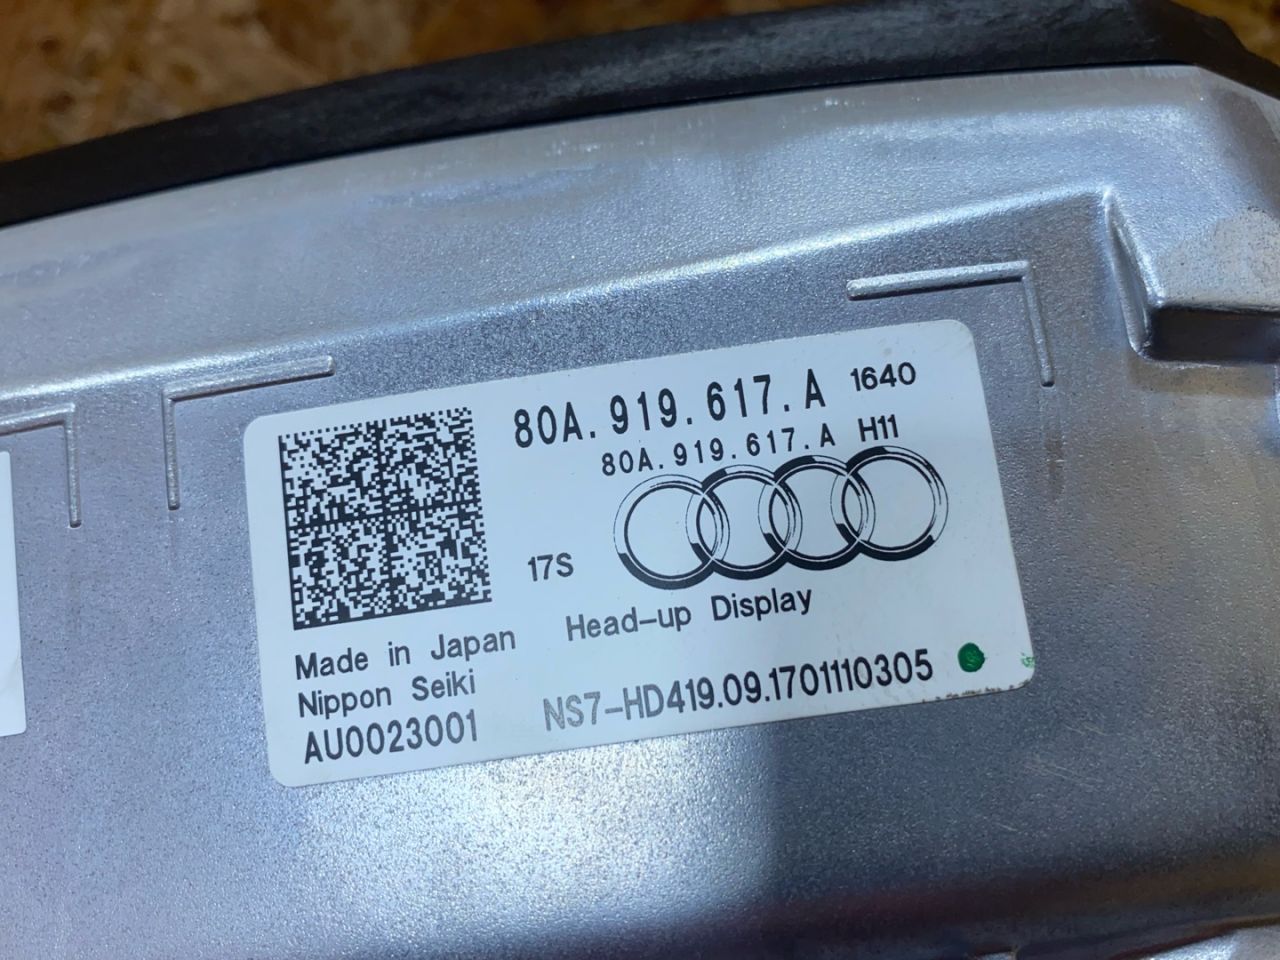 80A.919.617.A 1640
80A.919.617.A H11
17S
Head-up Display
Made in Japan
Nippon Seiki
AU0023001
NS7-HD419.09.1701110305